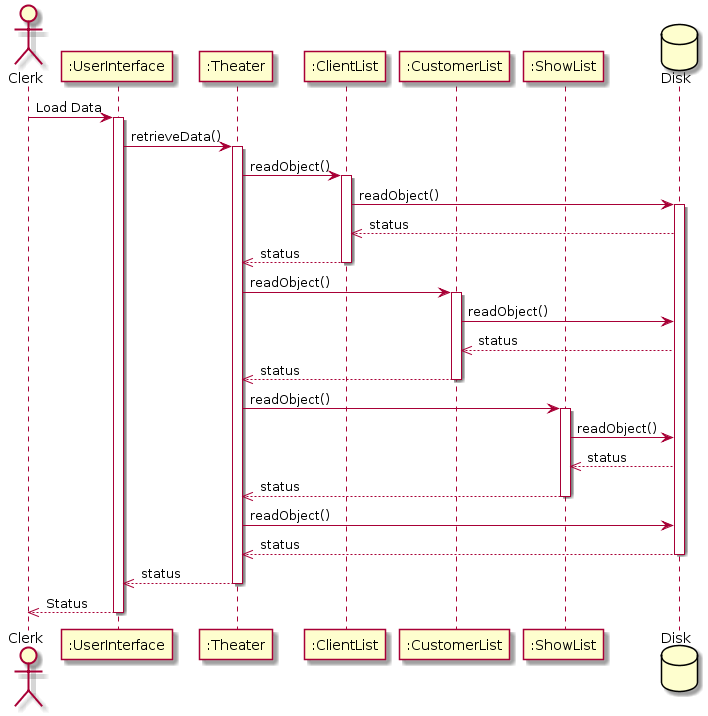 Clerk
:UserInterface
:Theater
:ClientList
:CustomerList
:ShowList
Disk
Load Data
retrieveData()
readObject()
readObject()
status
status
readObject()
readObject()
status
status
readObject()
readObject()
status
status
readObject()
status
status
Status
Clerk
:UserInterface
:Theater
:ClientList
:CustomerList
:ShowList
Disk